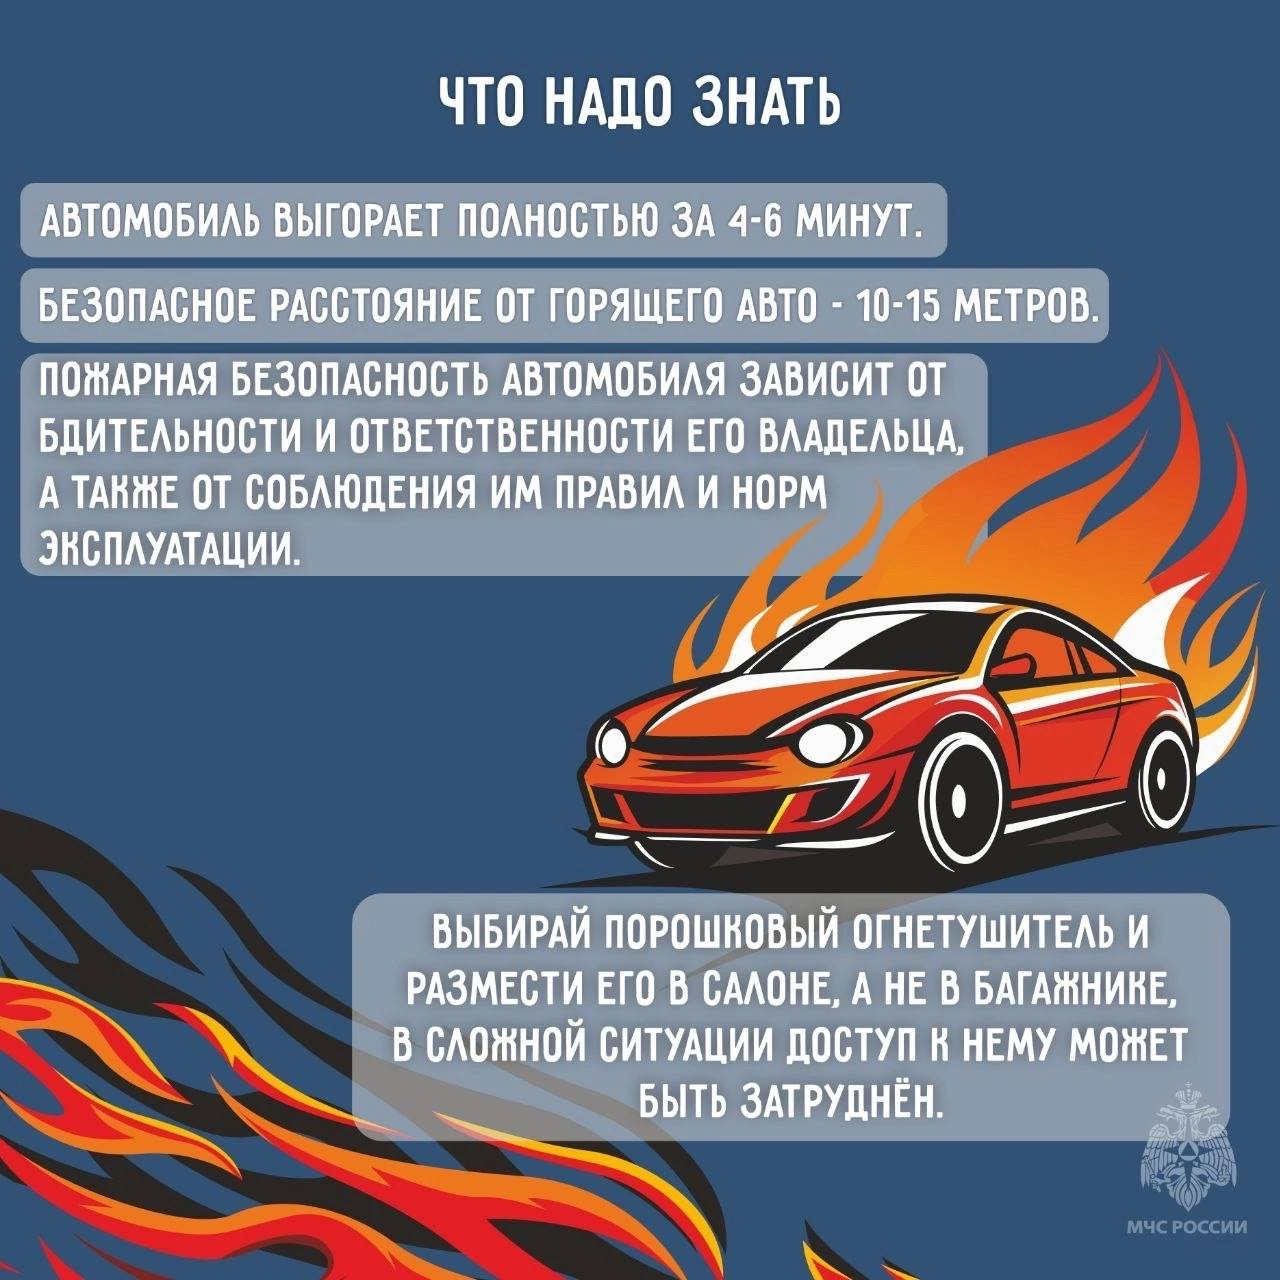 ЧТО НАДО ЗНАТЬ
АВТОМОБИЛЬ ВЫГОРАЕТ ПОЛНОСТЬЮ ЗА 4-6 МИНУТ.
БЕЗОПАСНОЕ РАССТОЯНИЕ ОТ ГОРЯЩЕГО АВТО - 10-15 МЕТРОВ.
ПОЖАРНАЯ БЕЗОПАСНОСТЬ АВТОМОБИЛЯ ЗАВИСИТ ОТ
БДИТЕЛЬНОСТИ И ОТВЕТСТВЕННОСТИ ЕГО ВЛАДЕЛЬЦА,
А ТАКЖЕ ОТ СОБЛЮДЕНИЯ ИМ ПРАВИЛ И НОРМ
ЭКСПЛУАТАЦИИ.
ВЫБИРАЙ ПОРОШКОВЫЙ ОГНЕТУШИТЕЛЬ И
РАЗМЕСТИ ЕГО В САЛОНЕ, А НЕ В БАГАЖНИКЕ,
В СЛОЖНОЙ СИТУАЦИИ ДОСТУП К НЕМУ МОЖЕТ
БЫТЬ ЗАТРУДНЁН.
МЧС РОССИИ